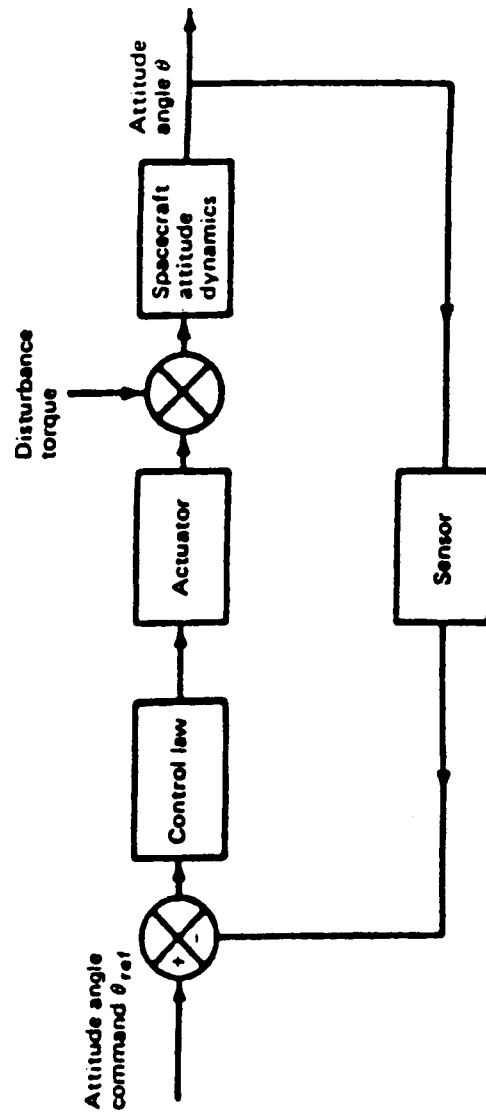 Attitude angle
command θref
+
-
Control law
Actuator
Disturbance
torque
Spacecraft
attitude
dynamics
Attitude
angle θ
Sensor